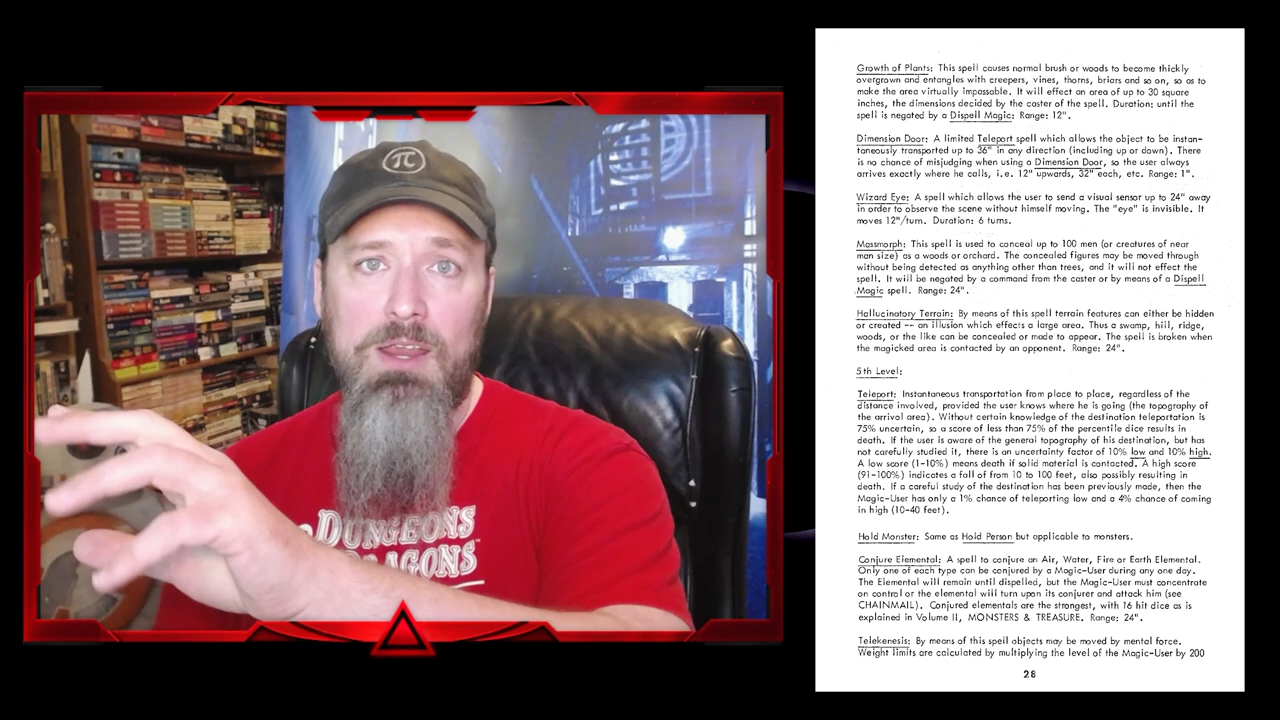 π
DUNGEONS
DRAGONS
Growth of Plants: This spell causes normal brush or woods to become thickly
overgrown and entangles with creepers, vines, thorns, briars and so on, so as to
make the area virtually impassable. It will effect an area of up to 30 square
inches, the dimensions decided by the caster of the spell. Duration: until the
spell is negated by a Dispell Magic: Range: 12".
Dimension Door: A limited Teleport spell which allows the object to be instan-
taneously transported up to 36" in any direction (including up or down). There
is no chance of misjudging when using a Dimension Door, so the user always
arrives exactly where he calls, i.e. 12" upwards, 32" each, etc. Range: 1".
Wizard Eye: A spell which allows the user to send a visual sensor up to 24" away
in order to observe the scene without himself moving. The "eye" is invisible. It
moves 12"/turn. Duration: 6 turns.
Massmorph: This spell is used to conceal up to 100 men (or creatures of near
man size) as a woods or orchard. The concealed figures may be moved through
without being detected as anything other than trees, and it will not effect the
spell. It will be negated by a command from the caster or by means of a Dispell
Magic spell. Range: 24".
Hallucinatory Terrain: By means of this spell terrain features can either be hidden
or created -- an illusion which effects a large area. Thus a swamp, hill, ridge,
woods, or the like can be concealed or made to appear. The spell is broken when
the magicked area is contacted by an opponent. Range: 24".
5th Level:
Teleport: Instantaneous transportation from place to place, regardless of the
distance involved, provided the user knows where he is going (the topography of
the arrival area). Without certain knowledge of the destination teleportation is
75% uncertain, so a score of less than 75% of the percentile dice results in
death. If the user is aware of the general topography of his destination, but has
not carefully studied it, there is an uncertainty factor of 10% low and 10% high.
A low score (1-10%) means death if solid material is contacted. A high score
(91-100%) indicates a fall of from 10 to 100 feet, also possibly resulting in
death. If a careful study of the destination has been previously made, then the
Magic-User has only a 1% chance of teleporting low and a 4% chance of coming
in high (10-40 feet).
Hold Monster: Same as Hold Person but applicable to monsters.
Conjure Elemental: A spell to conjure an Air, Water, Fire or Earth Elemental.
Only one of each type can be conjured by a Magic-User during any one day.
The Elemental will remain until dispelled, but the Magic-User must concentrate
on control or the elemental will turn upon its conjurer and attack him (see
CHAINMAIL). Conjured elementals are the strongest, with 16 hit dice as is
explained in Volume II, MONSTERS & TREASURE. Range: 24".
Telekenesis: By means of this spell objects may be moved by mental force.
Weight limits are calculated by multiplying the level of the Magic-User by 200
28